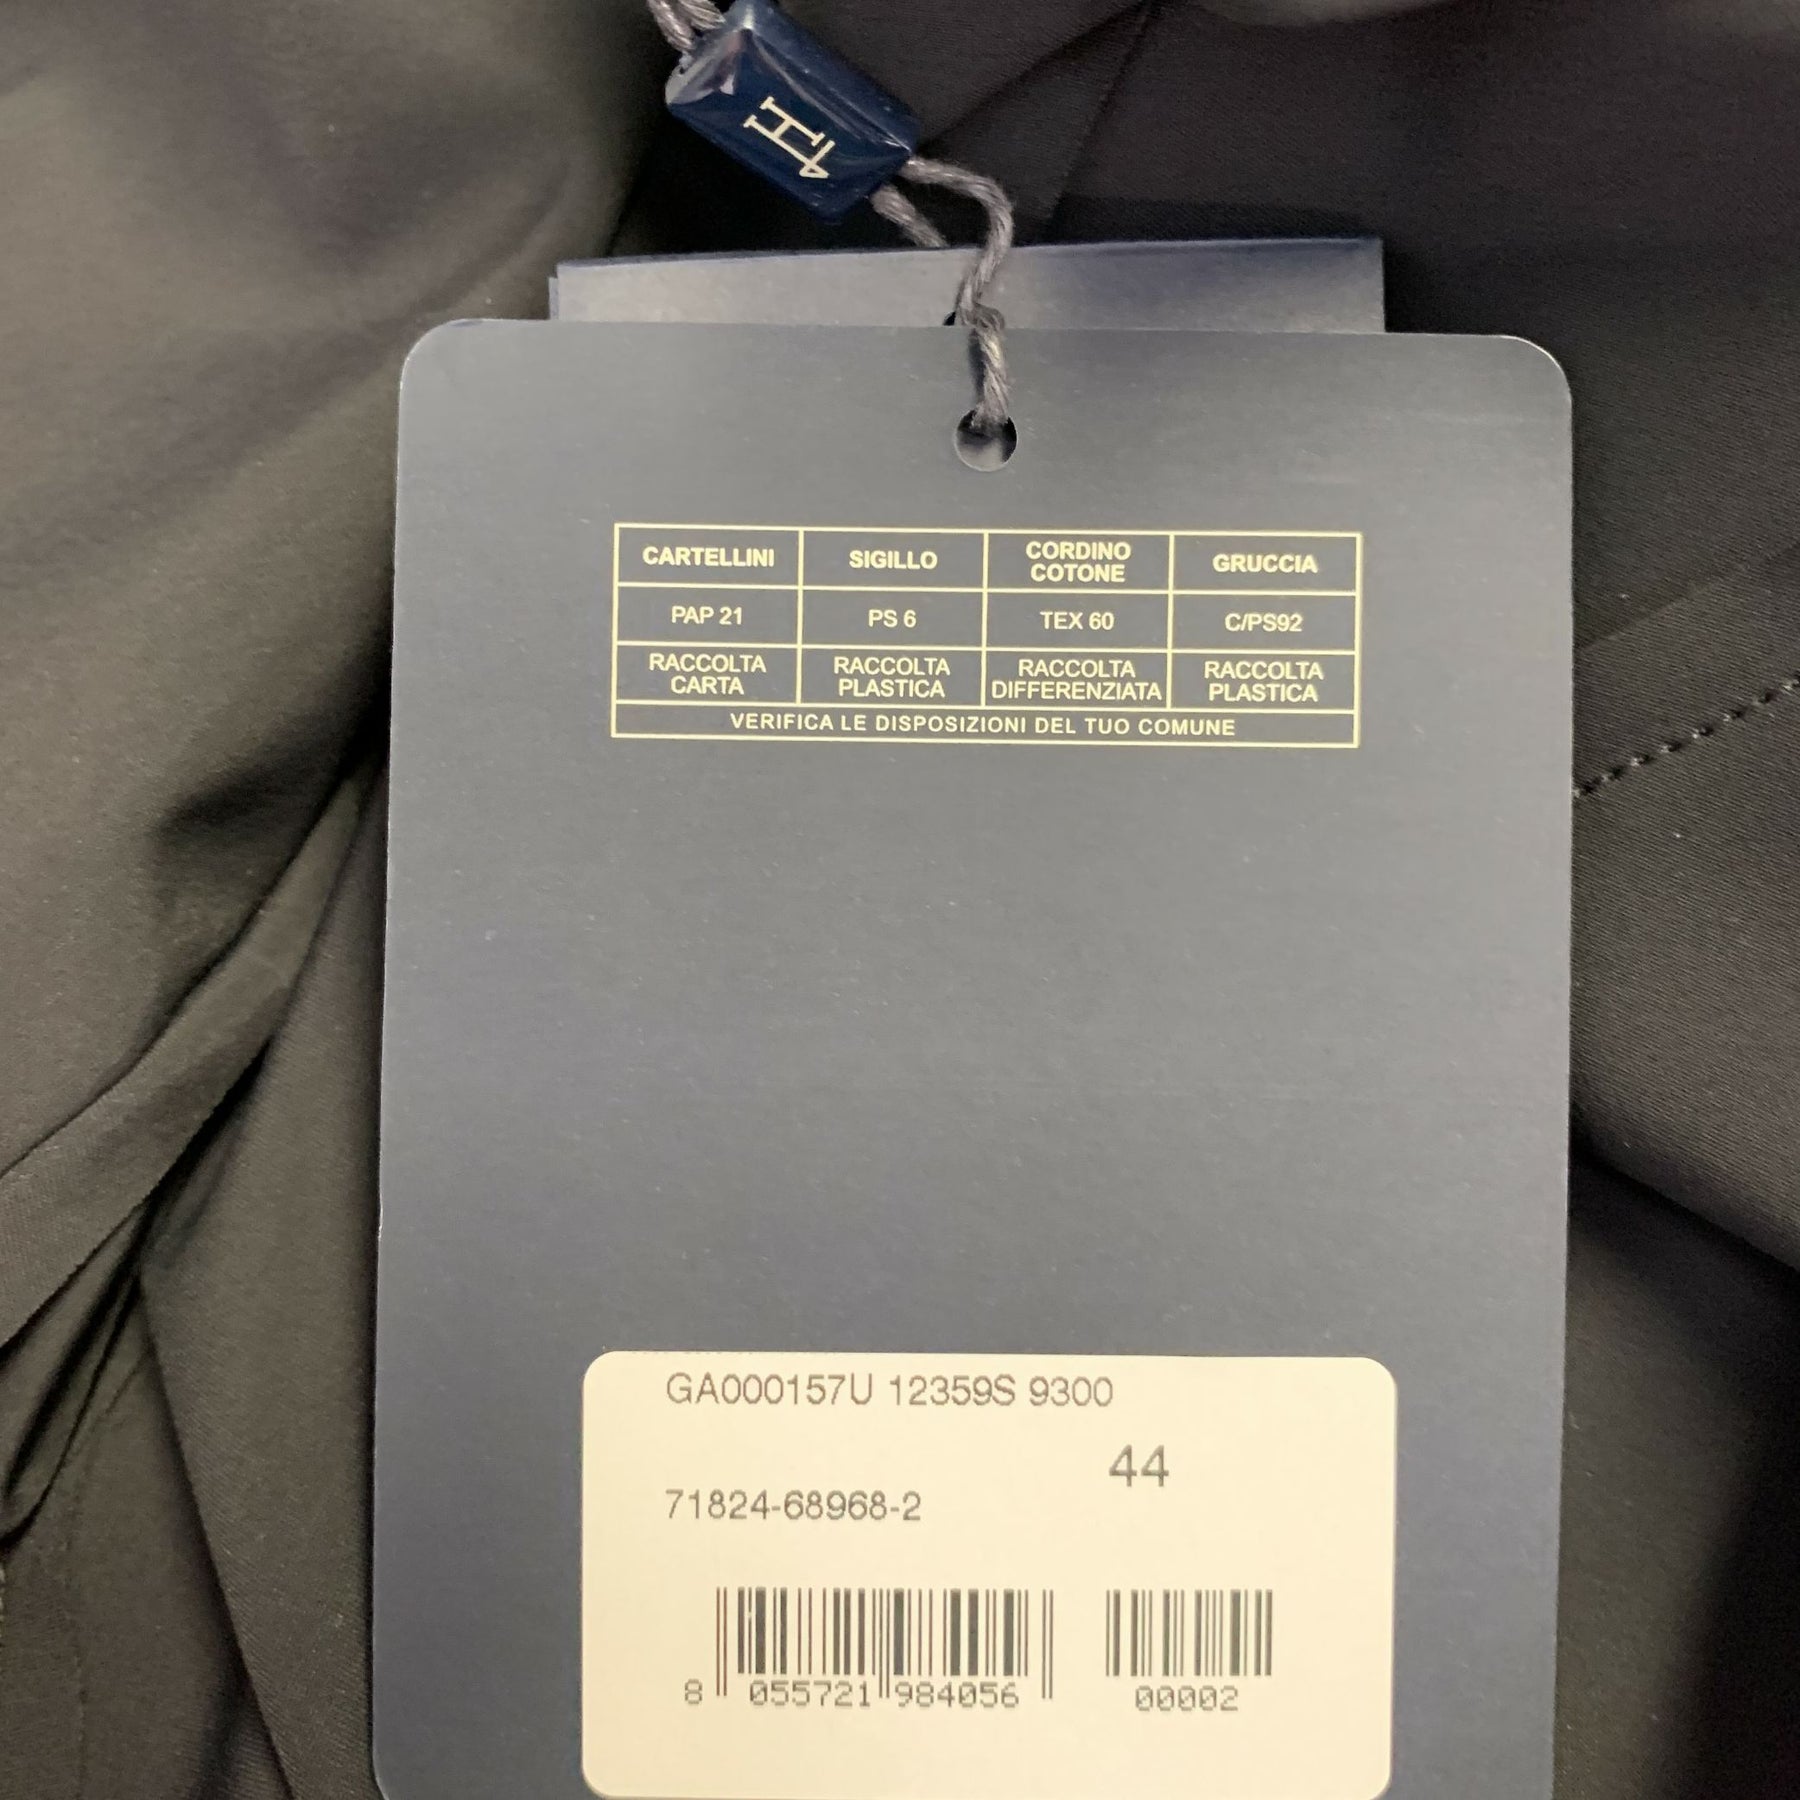 H
CARTELLINI SIGILLO CORDINO COTONE GRUCCIA
PAP 21 PS 6 TEX 60 C/PS92
RACCOLTA CARTA RACCOLTA PLASTICA RACCOLTA DIFFERENZIATA RACCOLTA PLASTICA
VERIFICA LE DISPOSIZIONI DEL TUO COMUNE
GA000157U 12359S 9300
44
71824-68968-2
8 055721 984056 00002